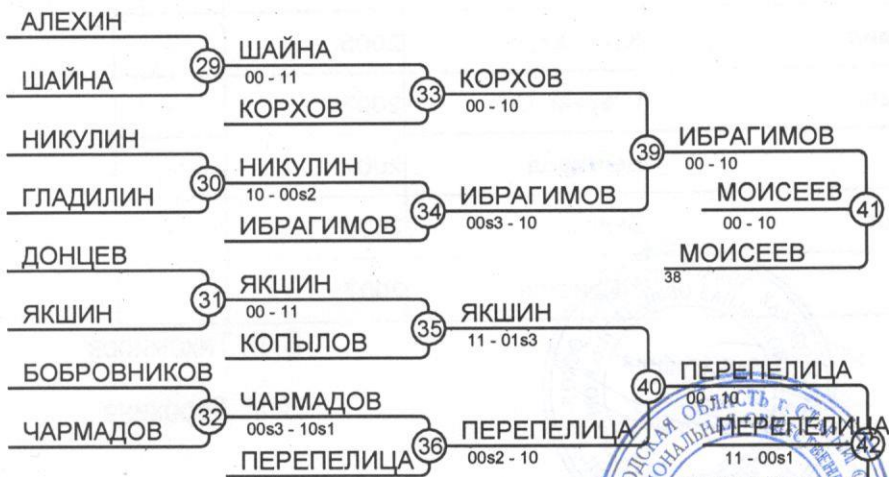 АЛЕХИН
29
ШАЙНА
ШАЙНА
00 - 11
33
КОРХОВ
КОРХОВ
00 - 10
НИКУЛИН
30
НИКУЛИН
ГЛАДИЛИН
10 - 00s2
34
ИБРАГИМОВ
ИБРАГИМОВ
00s3 - 10
39
ИБРАГИМОВ
00 - 10
МОИСЕЕВ
41
00 - 10
МОИСЕЕВ
38
ДОНЦЕВ
31
ЯКШИН
ЯКШИН
00 - 11
35
КОПЫЛОВ
ЯКШИН
11 - 01s3
БОБРОВНИКОВ
32
ЧАРМАДОВ
ЧАРМАДОВ
00s3 - 10s1
36
ПЕРЕПЕЛИЦА
ПЕРЕПЕЛИЦА
00s2 - 10
40
ПЕРЕПЕЛИЦА
00 - 10
ПЕРЕПЕЛИЦА
42
11 - 00s1
ОБЛАСТЬ г.